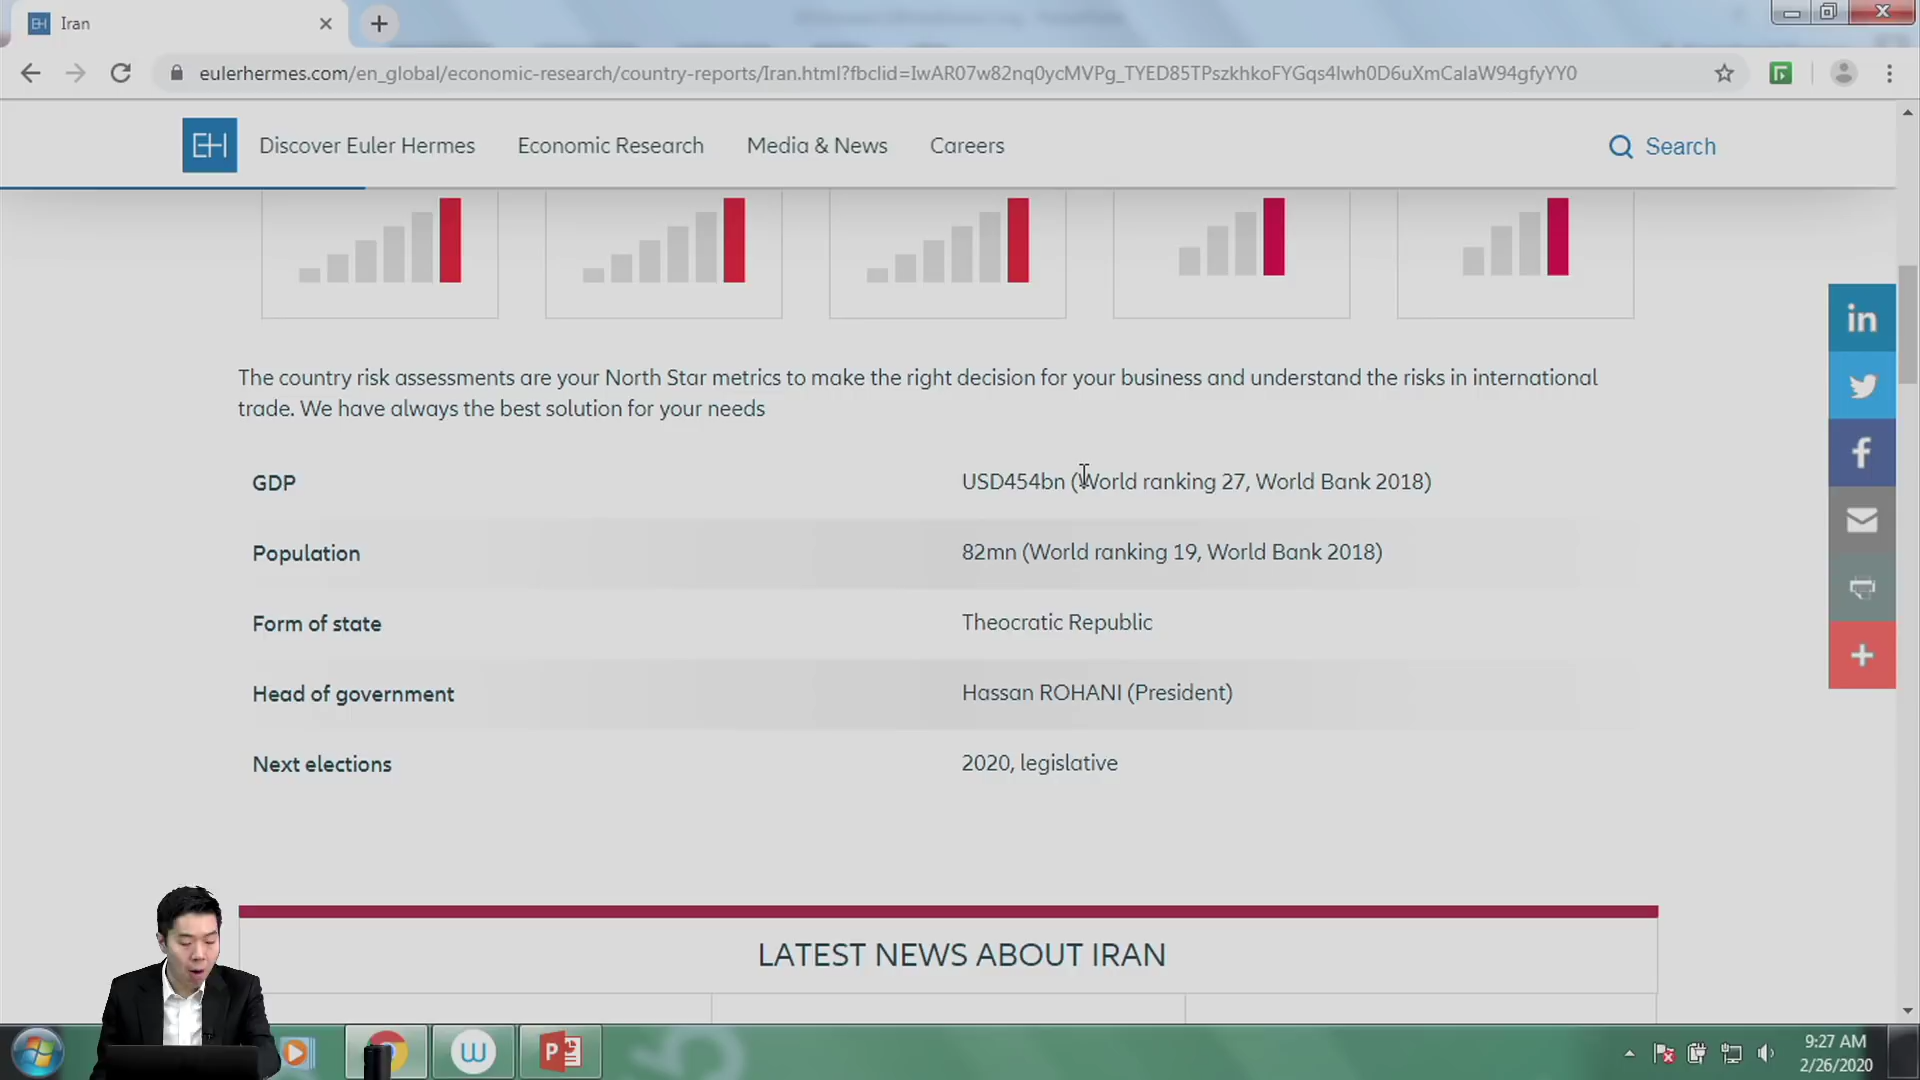 Iran
eulerhermes.com/en_global/economic-research/country-reports/Iran.html?fbclid=IwAR07w82nq0ycMVPg_TYED85TPszkhkoFYGqs4lwh0D6uXmCalaW94gfyYY0
EH Discover Euler Hermes Economic Research Media & News Careers Search
The country risk assessments are your North Star metrics to make the right decision for your business and understand the risks in international
trade. We have always the best solution for your needs
GDP USD454bn (World ranking 27, World Bank 2018)
Population 82mn (World ranking 19, World Bank 2018)
Form of state Theocratic Republic
Head of government Hassan ROHANI (President)
Next elections 2020, legislative
LATEST NEWS ABOUT IRAN
9:27 AM
2/26/2020